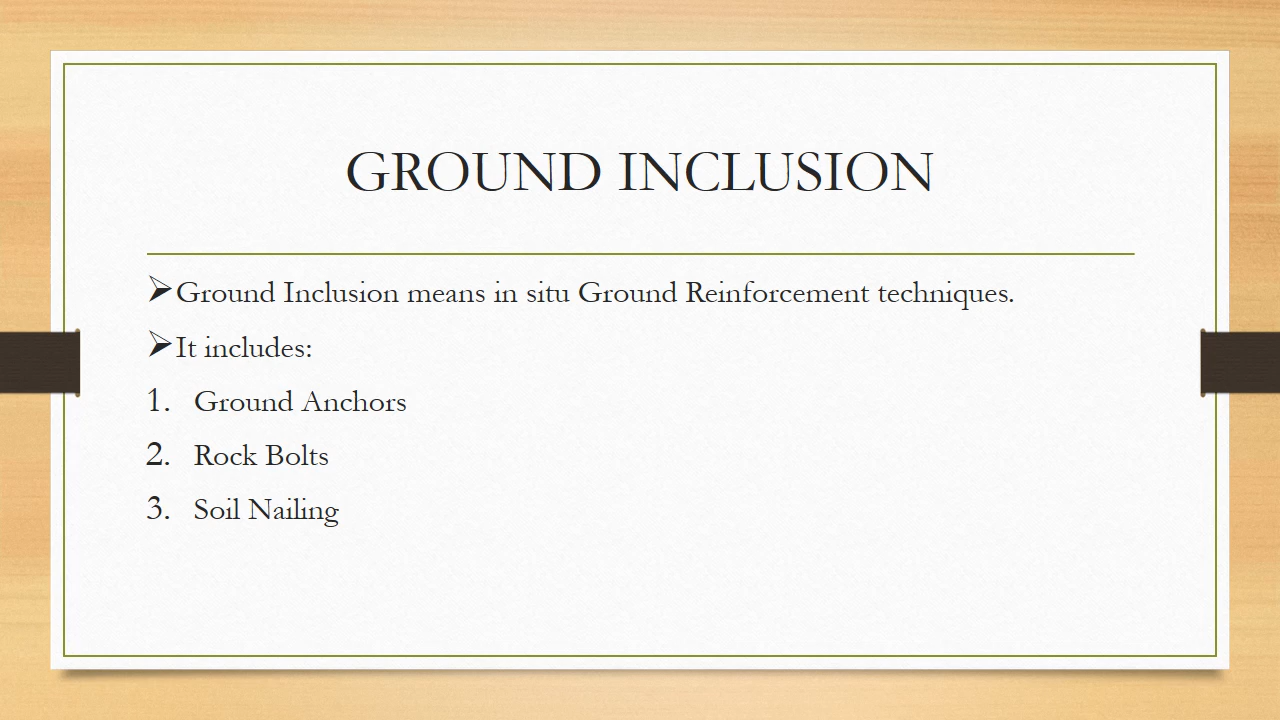 GROUND INCLUSION
➢Ground Inclusion means in situ Ground Reinforcement techniques.
➢It includes:
1. Ground Anchors
2. Rock Bolts
3. Soil Nailing